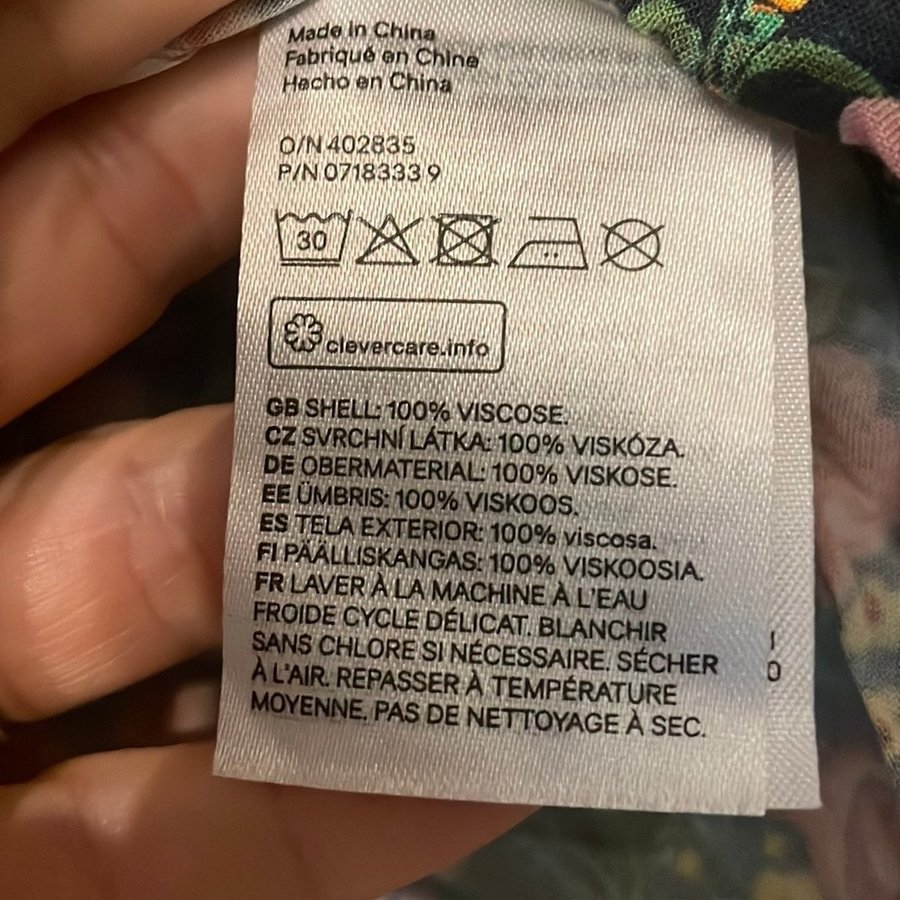 Made in China
Fabriqué en Chine
Hecho en China
O/N 402835
P/N 0718333 9
30
clevercare.info
GB SHELL: 100% VISCOSE.
CZ SVRCHNÍ LÁTKA: 100% VISKÓZA.
DE OBERMATERIAL: 100% VISKOSE.
EE ÜMBRIS: 100% VISKOOS.
ES TELA EXTERIOR: 100% viscosa.
FI PÄÄLLISKANGAS: 100% VISKOOSIA.
FR LAVER À LA MACHINE À L'EAU
FROIDE CYCLE DÉLICAT. BLANCHIR
SANS CHLORE SI NÉCESSAIRE. SÉCHER
À L'AIR. REPASSER À TEMPÉRATURE
MOYENNE. PAS DE NETTOYAGE À SEC.